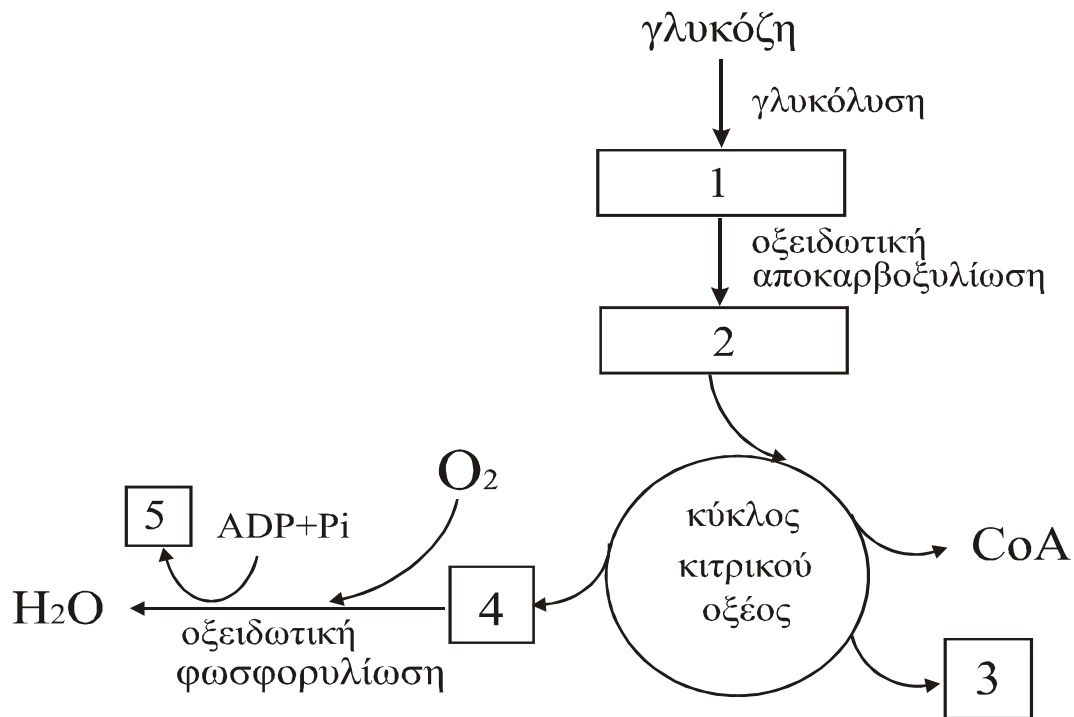 γλυκόζη
γλυκόλυση
1
οξειδωτική
αποκαρβοξυλίωση
2
κύκλος
κιτρικού
οξέος
CoA
3
4
O2
ADP+Pi
5
H2O
οξειδωτική
φωσφορυλίωση